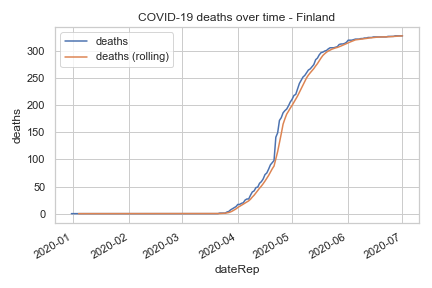 COVID-19 deaths over time - Finland
deaths
deaths (rolling)
deaths
300
250
200
150
100
50
0
2020-01
2020-02
2020-03
2020-04
2020-05
2020-06
2020-07
dateRep